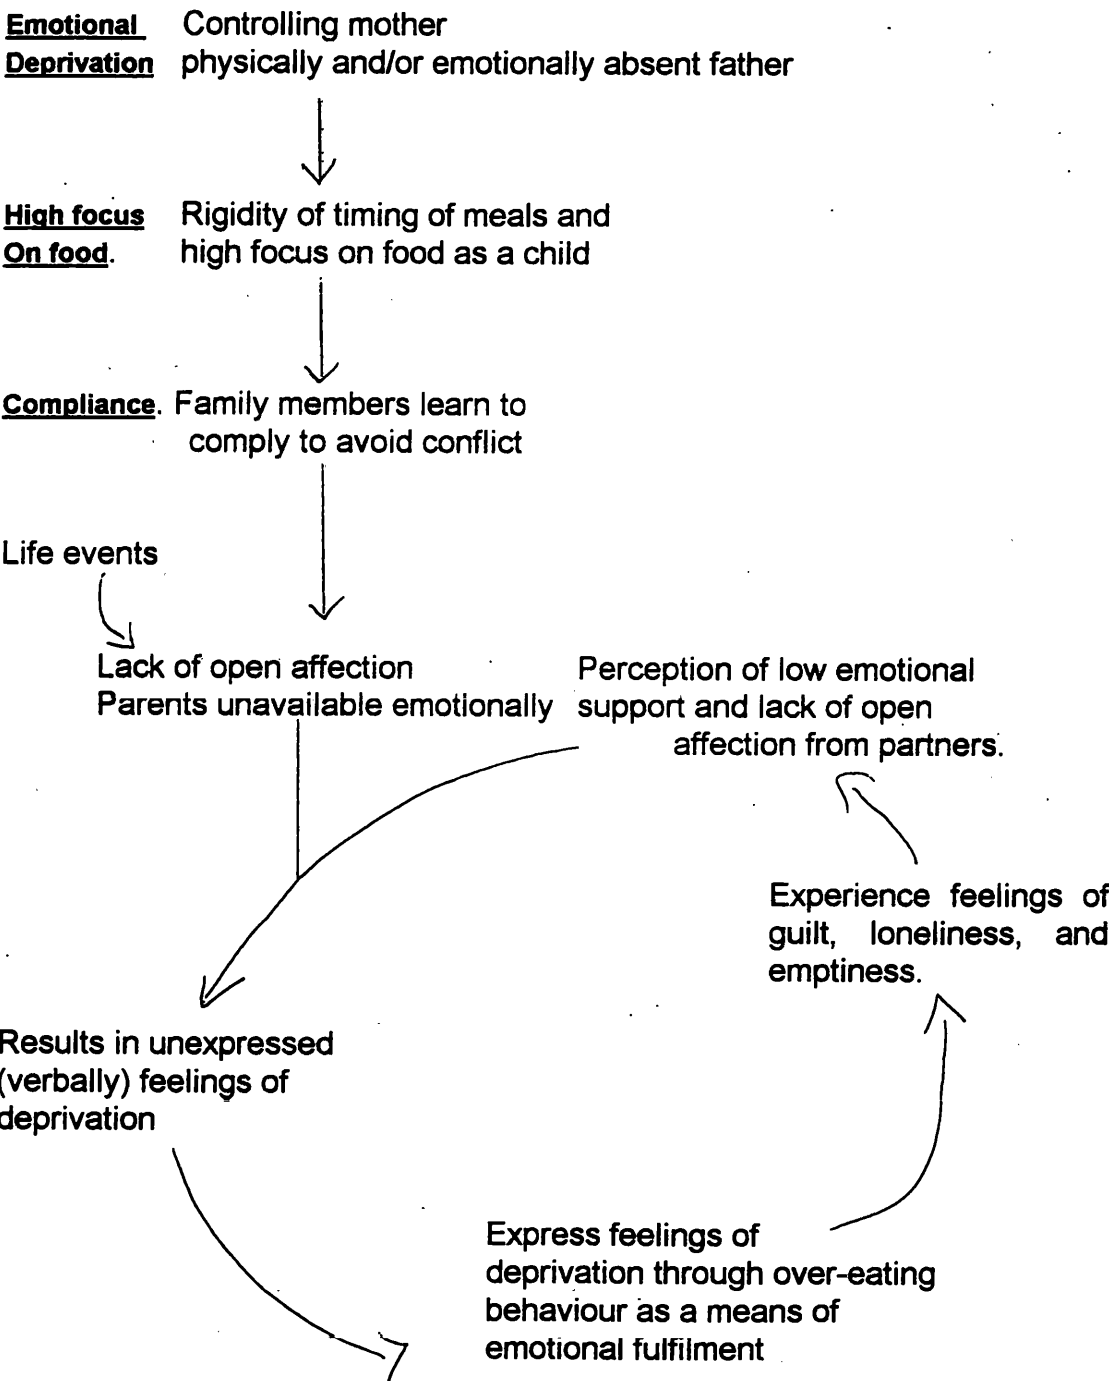 Emotional Controlling mother
Deprivation physically and/or emotionally absent father
High focus Rigidity of timing of meals and
On food. high focus on food as a child
Compliance. Family members learn to
comply to avoid conflict
Life events
Lack of open affection
Parents unavailable emotionally
Perception of low emotional
support and lack of open
affection from partners.
Experience feelings of
guilt, loneliness, and
emptiness.
Results in unexpressed
(verbally) feelings of
deprivation
Express feelings of
deprivation through over-eating
behaviour as a means of
emotional fulfilment